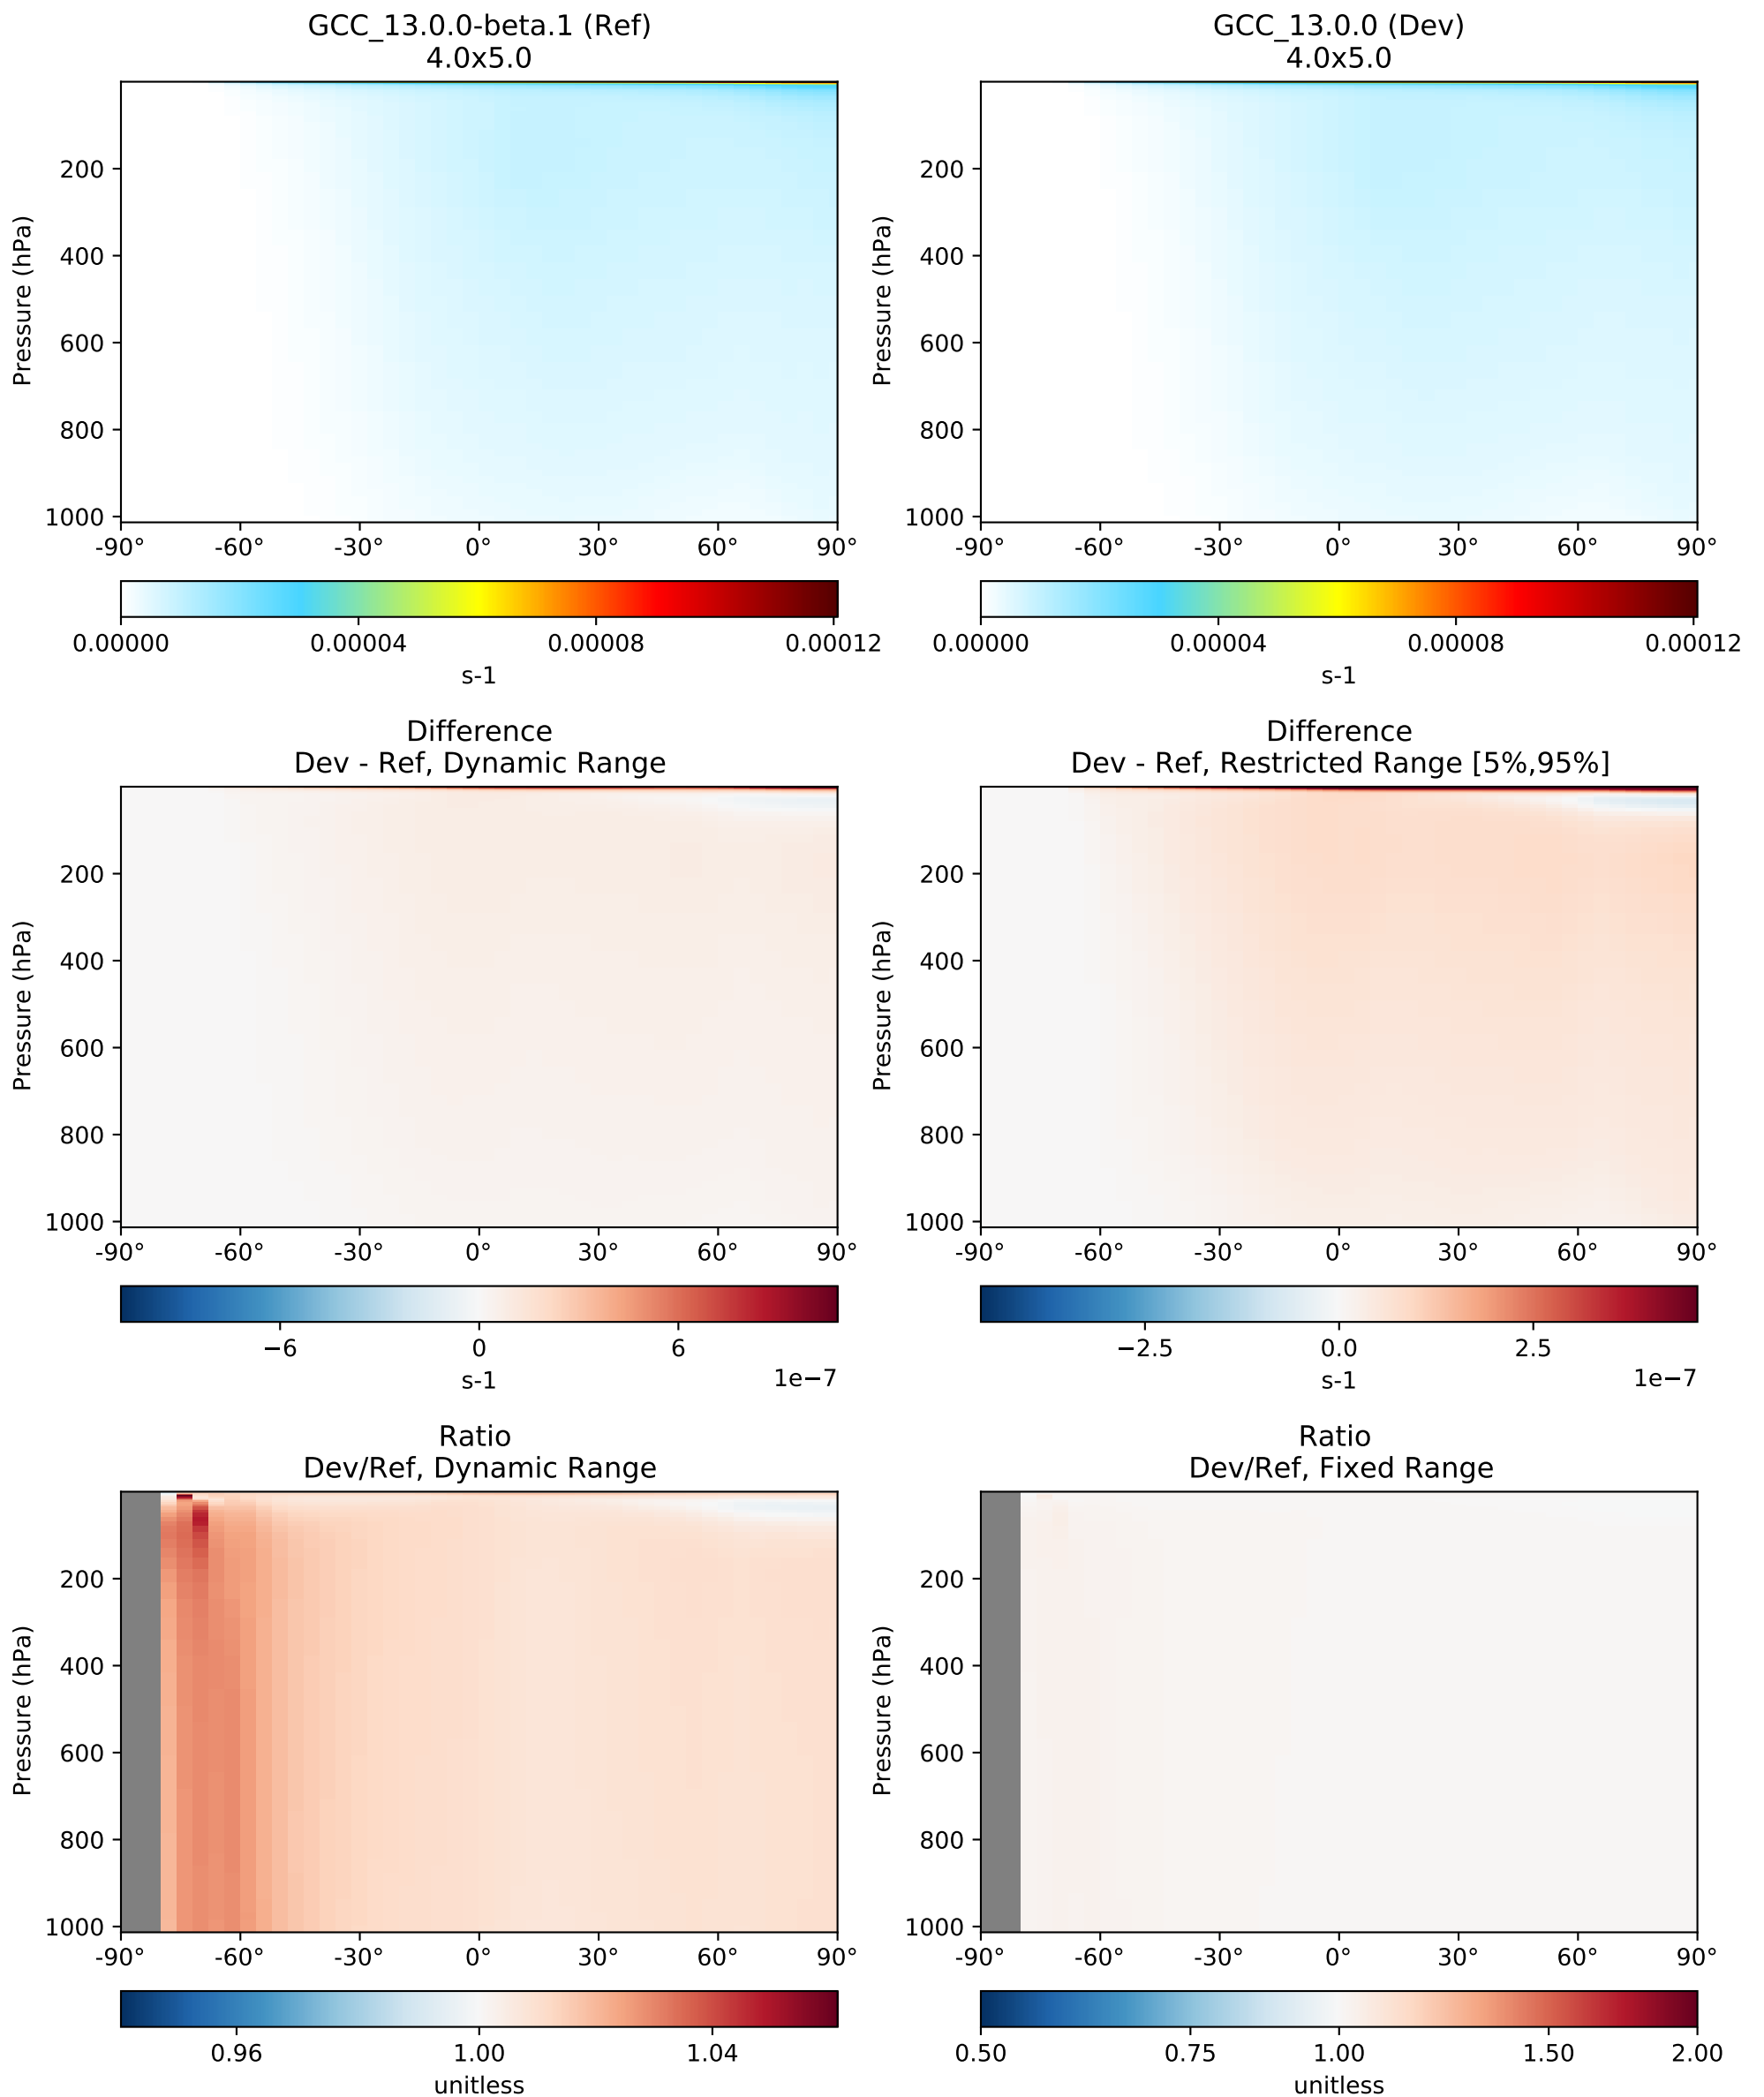 GCC_13.0.0-beta.1 (Ref)
4.0x5.0
Pressure (hPa)
200
400
600
800
1000
-90° -60° -30° 0° 30° 60° 90°
0.00000 0.00004 0.00008 0.00012
s-1
GCC_13.0.0 (Dev)
4.0x5.0
Pressure (hPa)
200
400
600
800
1000
-90° -60° -30° 0° 30° 60° 90°
0.00000 0.00004 0.00008 0.00012
s-1
Difference
Dev - Ref, Dynamic Range
Pressure (hPa)
200
400
600
800
1000
-90° -60° -30° 0° 30° 60° 90°
−6 0 6
s-1 1e−7
Difference
Dev - Ref, Restricted Range [5%,95%]
Pressure (hPa)
200
400
600
800
1000
-90° -60° -30° 0° 30° 60° 90°
−2.5 0.0 2.5
s-1 1e−7
Ratio
Dev/Ref, Dynamic Range
Pressure (hPa)
200
400
600
800
1000
-90° -60° -30° 0° 30° 60° 90°
0.96 1.00 1.04
unitless
Ratio
Dev/Ref, Fixed Range
Pressure (hPa)
200
400
600
800
1000
-90° -60° -30° 0° 30° 60° 90°
0.50 0.75 1.00 1.50 2.00
unitless